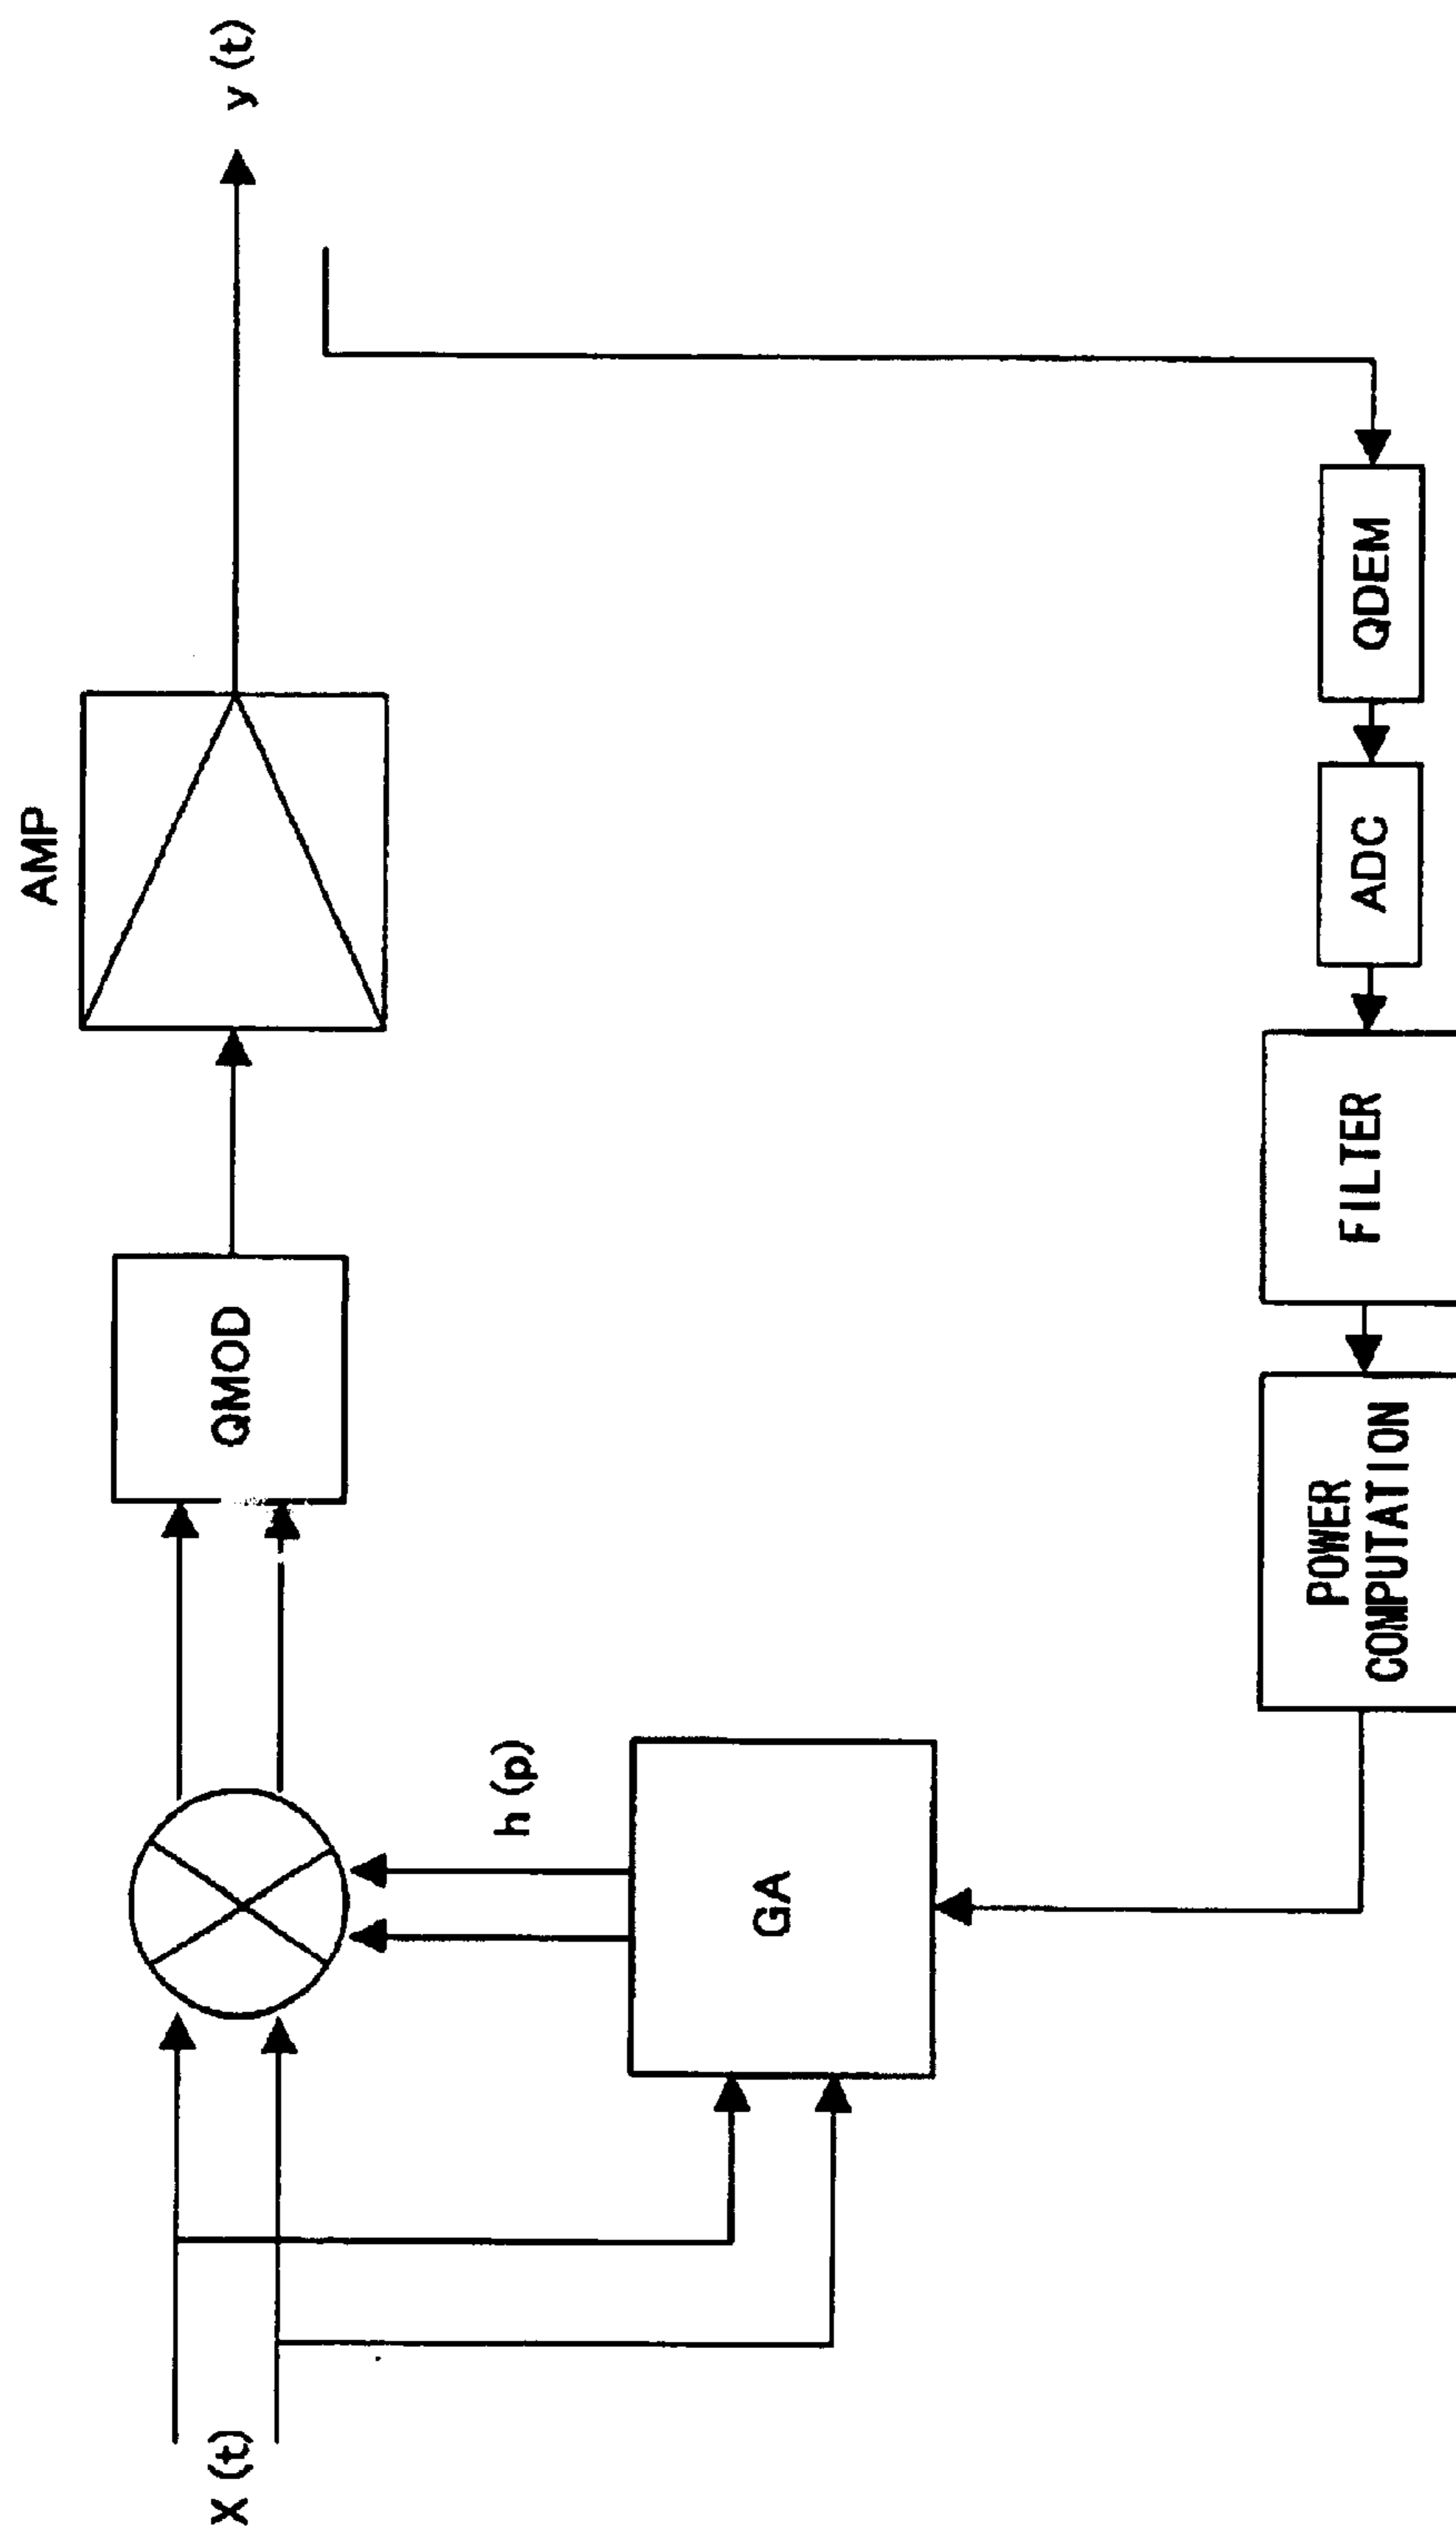 AMP
X (t)
QMOD
y (t)
h (p)
GA
POWER
COMPUTATION
FILTER
ADC
QDEM